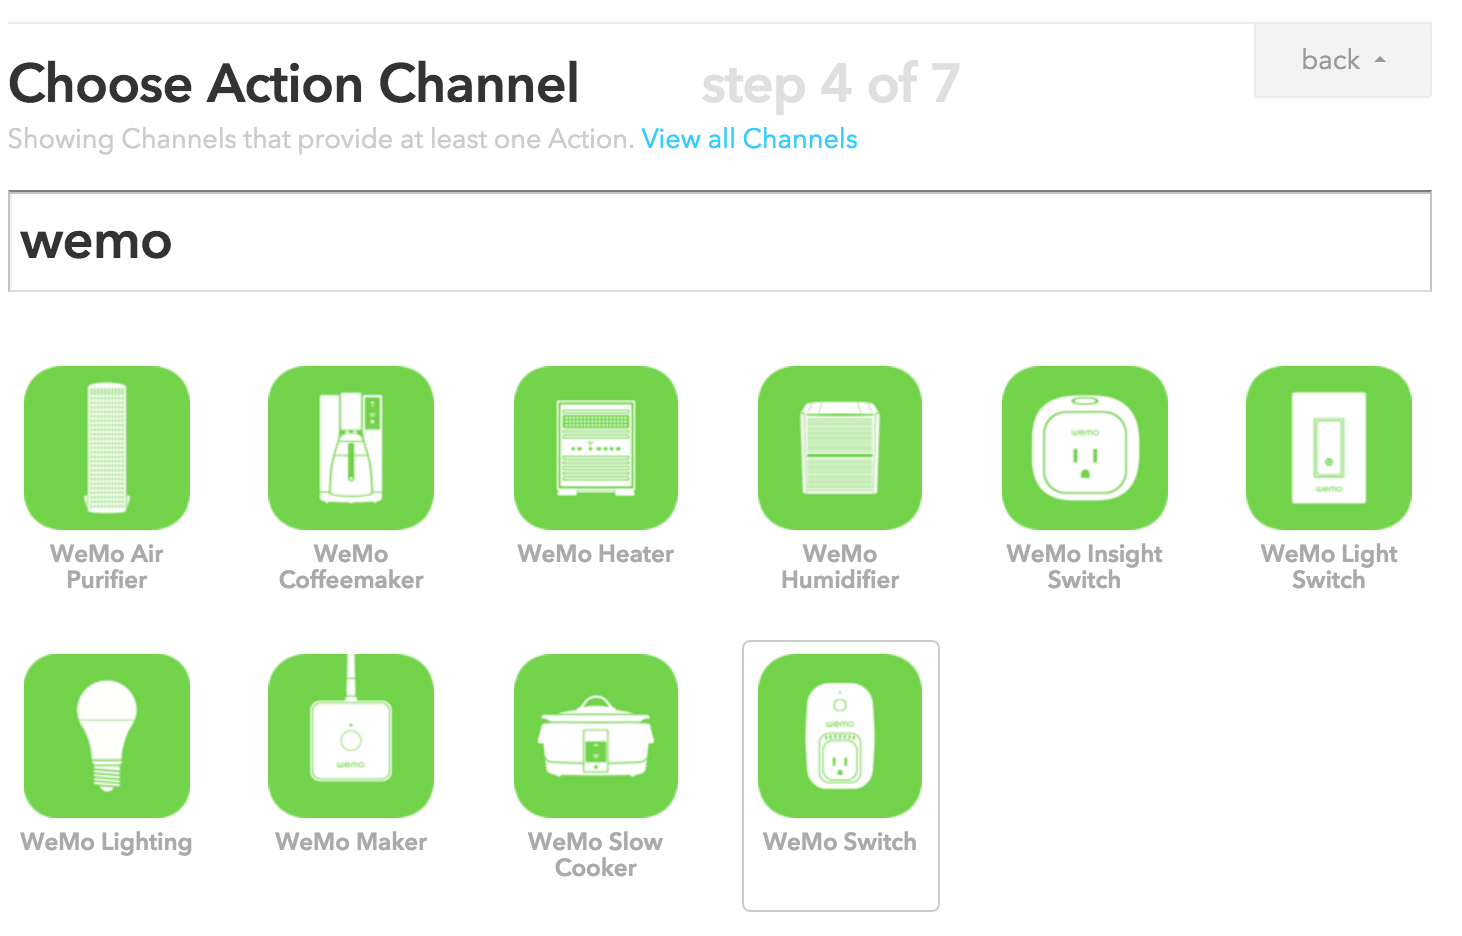 back
Choose Action Channel step 4 of 7
Showing Channels that provide at least one Action. View all Channels
wemo
wemo
wemo
WeMo Air
Purifier
WeMo
Coffeemaker
WeMo Heater
WeMo
Humidifier
WeMo Insight
Switch
WeMo Light
Switch
wemo
wemo
WeMo Lighting
WeMo Maker
WeMo Slow
Cooker
WeMo Switch